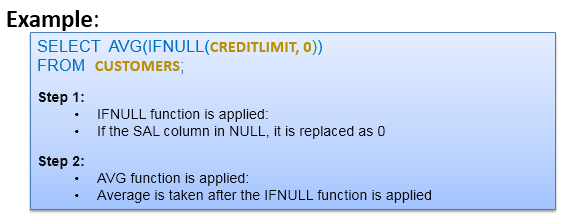 Example:
SELECT AVG(IFNULL(CREDITLIMIT, 0))
FROM CUSTOMERS;
Step 1:
• IFNULL function is applied:
• If the SAL column in NULL, it is replaced as 0
Step 2:
• AVG function is applied:
• Average is taken after the IFNULL function is applied